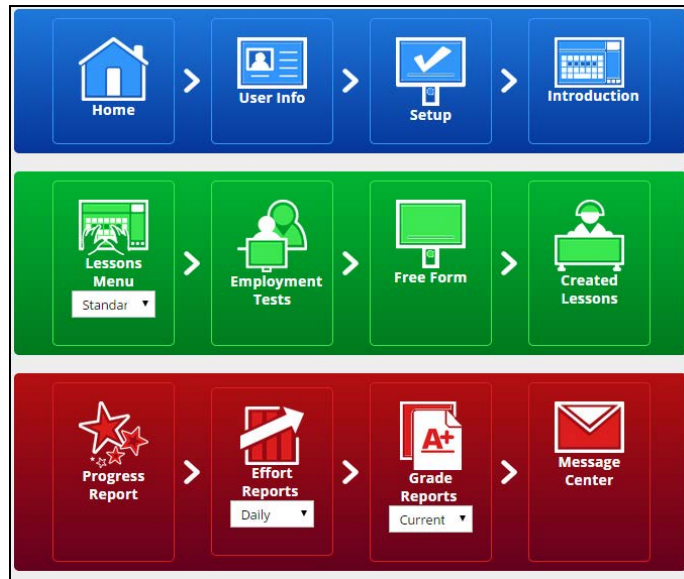 Home
User Info
Setup
Introduction
Lessons
Menu
Standar
Employment
Tests
Free Form
Created
Lessons
Progress
Report
Effort
Reports
Daily
A+
Grade
Reports
Current
Message
Center